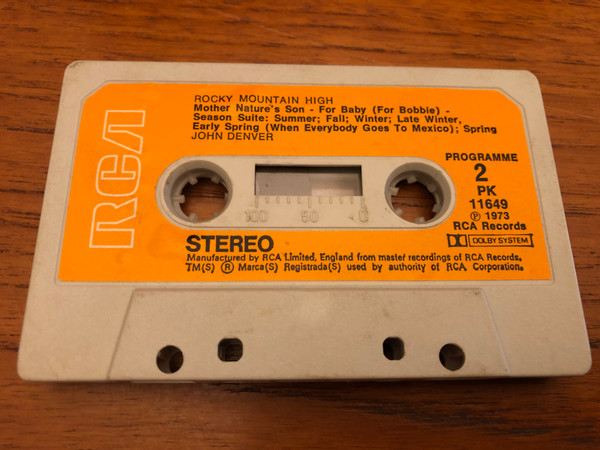 RCA
ROCKY MOUNTAIN HIGH
Mother Nature's Son - For Baby (For Bobbie) -
Season Suite: Summer; Fall; Winter; Late Winter,
Early Spring (When Everybody Goes To Mexico); Spring
JOHN DENVER
PROGRAMME
2
PK
11649
℗ 1973
RCA Records
100 50 0
STEREO
DOLBY SYSTEM
Manufactured by RCA Limited, England from master recordings of RCA Records.
TM(S) ® Marca(S) Registrada(S) used by authority of RCA Corporation.